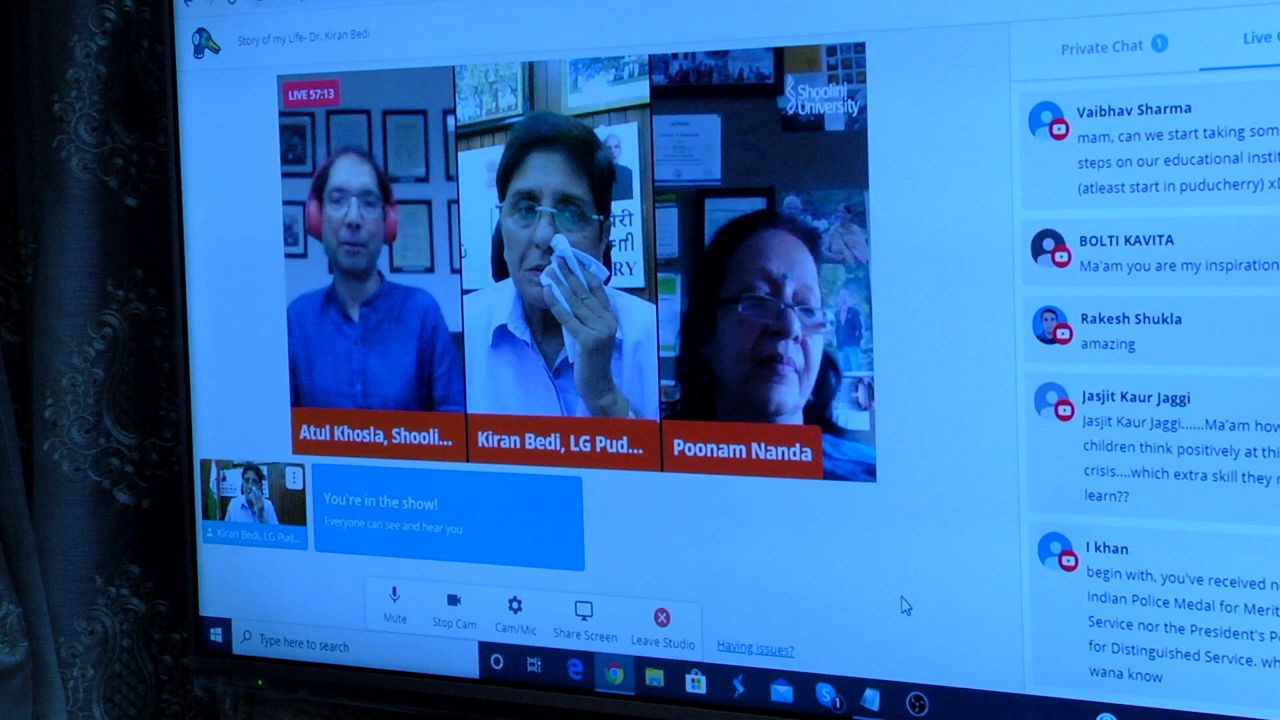 Story of my Life- Dr. Kiran Bedi
LIVE 57:13
Shoolini
University
RY
Atul Khosla, Shooli...
Kiran Bedi, LG Pud...
Poonam Nanda
Kiran Bedi, LG Pud...
You're in the show!
Everyone can see and hear you
Mute
Stop Cam
Cam/Mic
Share Screen
Leave Studio
Having issues?
Type here to search
1
Private Chat 1
Live
Vaibhav Sharma
mam, can we start taking som
steps on our educational instit
(atleast start in puducherry) xD
BOLTI KAVITA
Ma'am you are my inspiration
Rakesh Shukla
amazing
Jasjit Kaur Jaggi
Jasjit Kaur Jaggi......Ma'am how
children think positively at thi
crisis....which extra skill they
learn??
I khan
begin with, you've received n
Indian Police Medal for Merit
Service nor the President's P
for Distinguished Service. wh
wana know